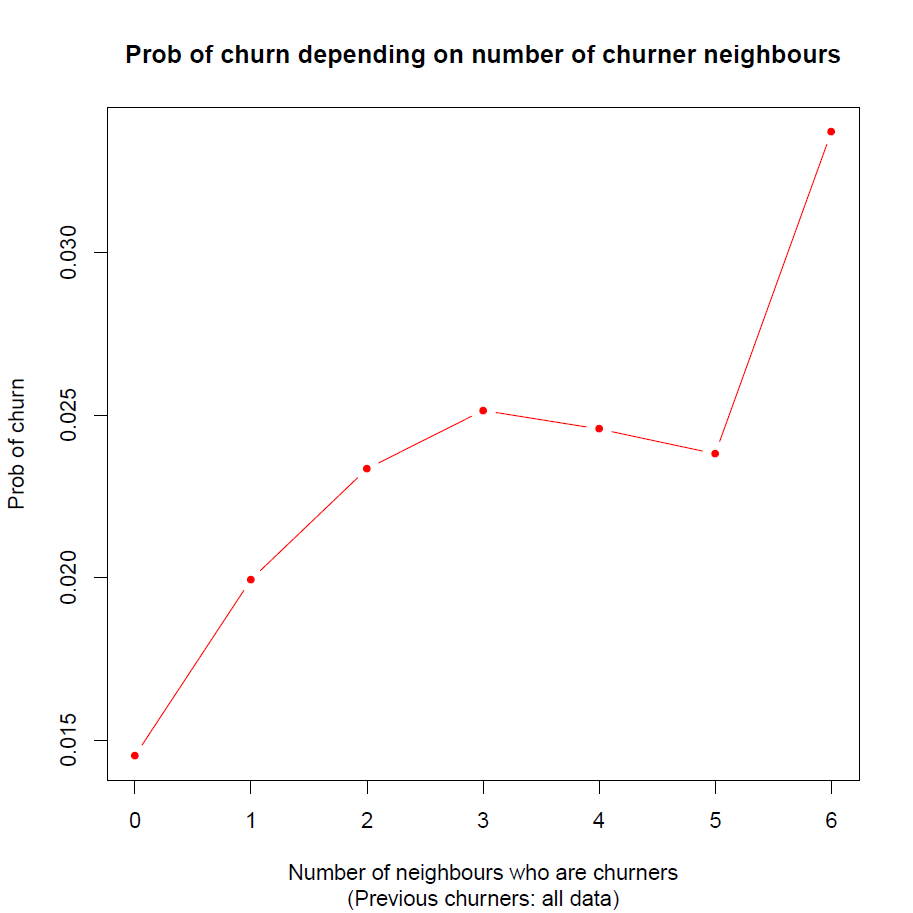 Prob of churn depending on number of churner neighbours
0.030
0.025
0.020
0.015
Prob of churn
0 1 2 3 4 5 6
Number of neighbours who are churners
(Previous churners: all data)